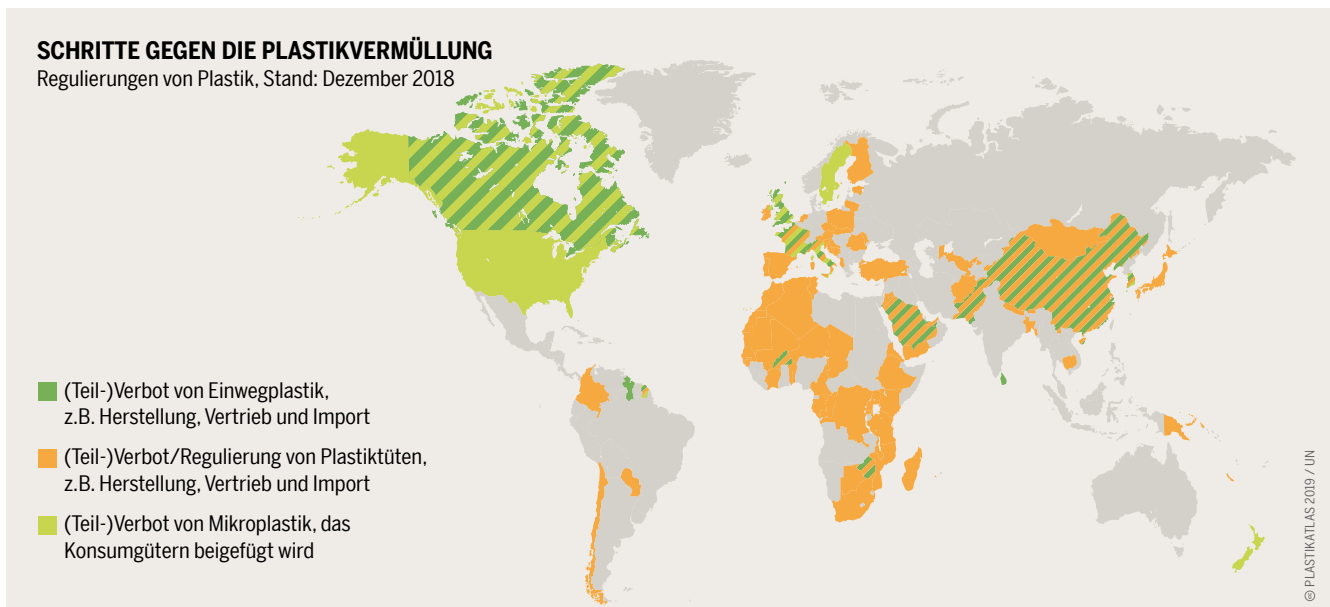 SCHRITTE GEGEN DIE PLASTIKVERMÜLLUNG
Regulierungen von Plastik, Stand: Dezember 2018
(Teil-)Verbot von Einwegplastik,
z.B. Herstellung, Vertrieb und Import
(Teil-)Verbot/Regulierung von Plastiktüten,
z.B. Herstellung, Vertrieb und Import
(Teil-)Verbot von Mikroplastik, das
Konsumgütern beigefügt wird
PLASTIKATLAS 2019 / UN